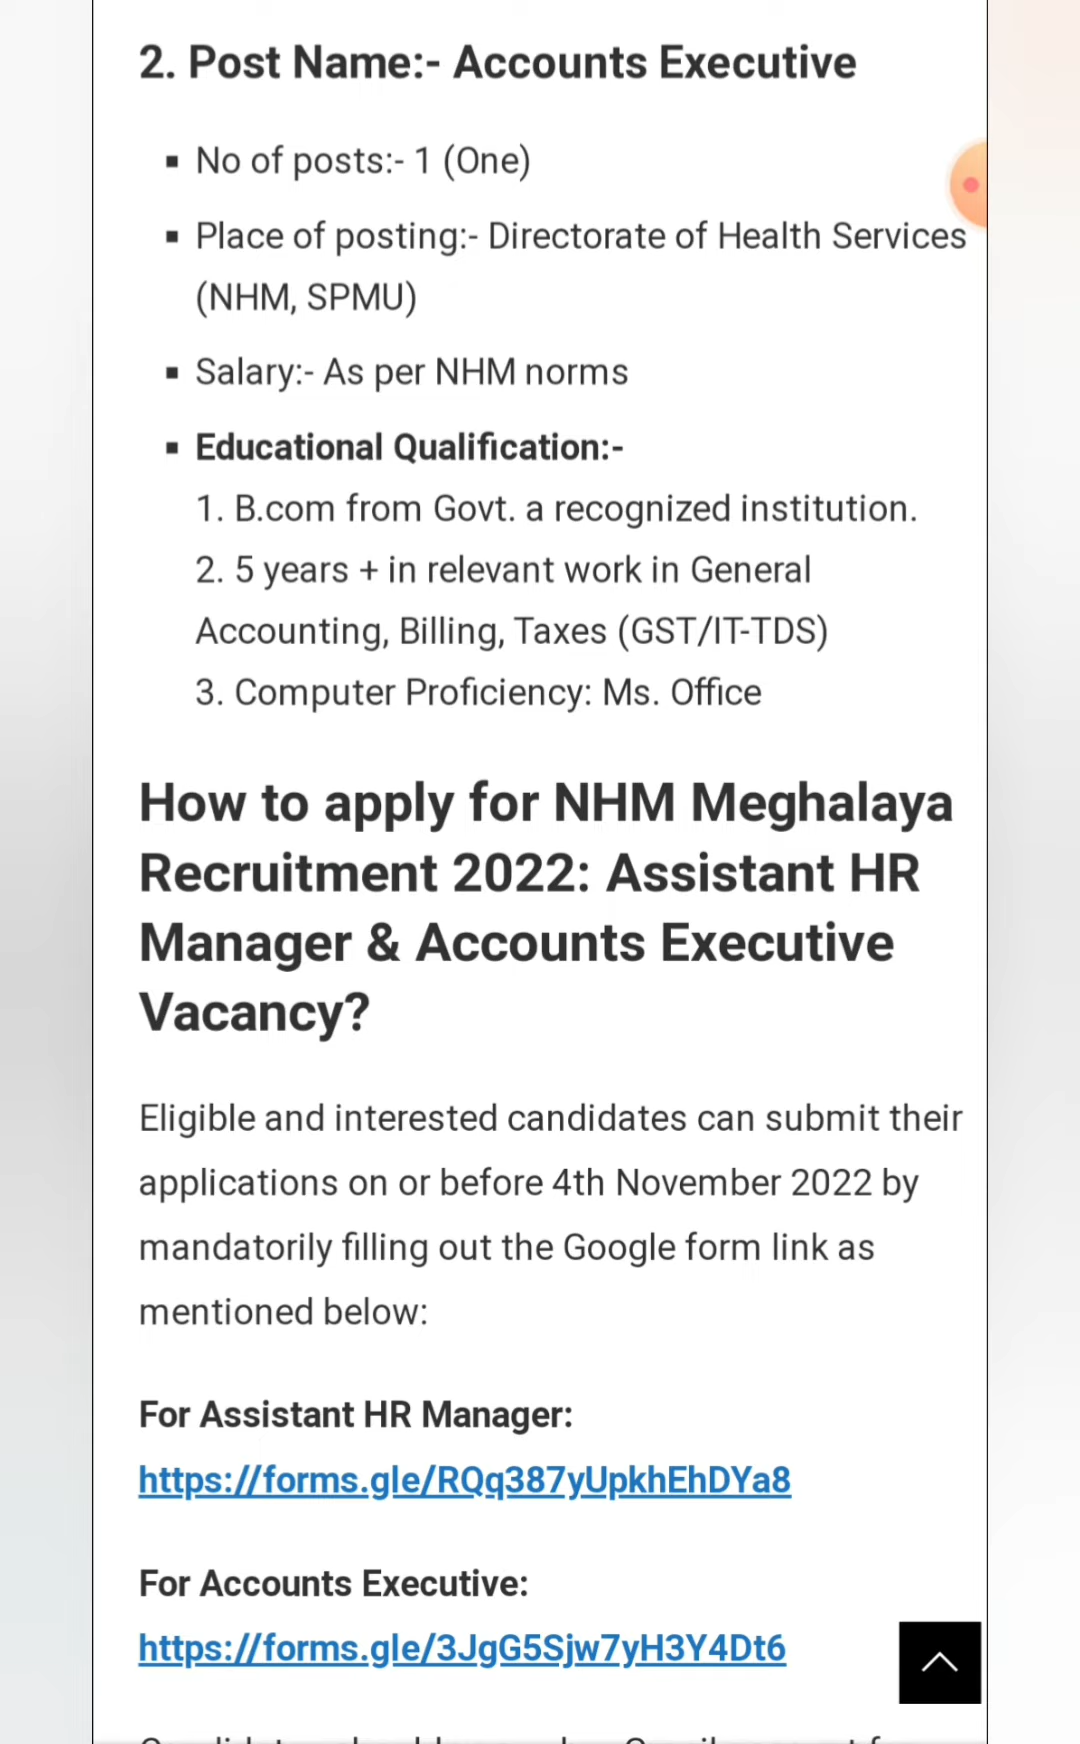 2. Post Name:- Accounts Executive
▪ No of posts:- 1 (One)
▪ Place of posting:- Directorate of Health Services
(NHM, SPMU)
▪ Salary:- As per NHM norms
▪ Educational Qualification:-
1. B.com from Govt. a recognized institution.
2. 5 years + in relevant work in General
Accounting, Billing, Taxes (GST/IT-TDS)
3. Computer Proficiency: Ms. Office
How to apply for NHM Meghalaya
Recruitment 2022: Assistant HR
Manager & Accounts Executive
Vacancy?
Eligible and interested candidates can submit their
applications on or before 4th November 2022 by
mandatorily filling out the Google form link as
mentioned below:
For Assistant HR Manager:
https://forms.gle/RQq387yUpkhEhDYa8
For Accounts Executive:
https://forms.gle/3JgG5Sjw7yH3Y4Dt6